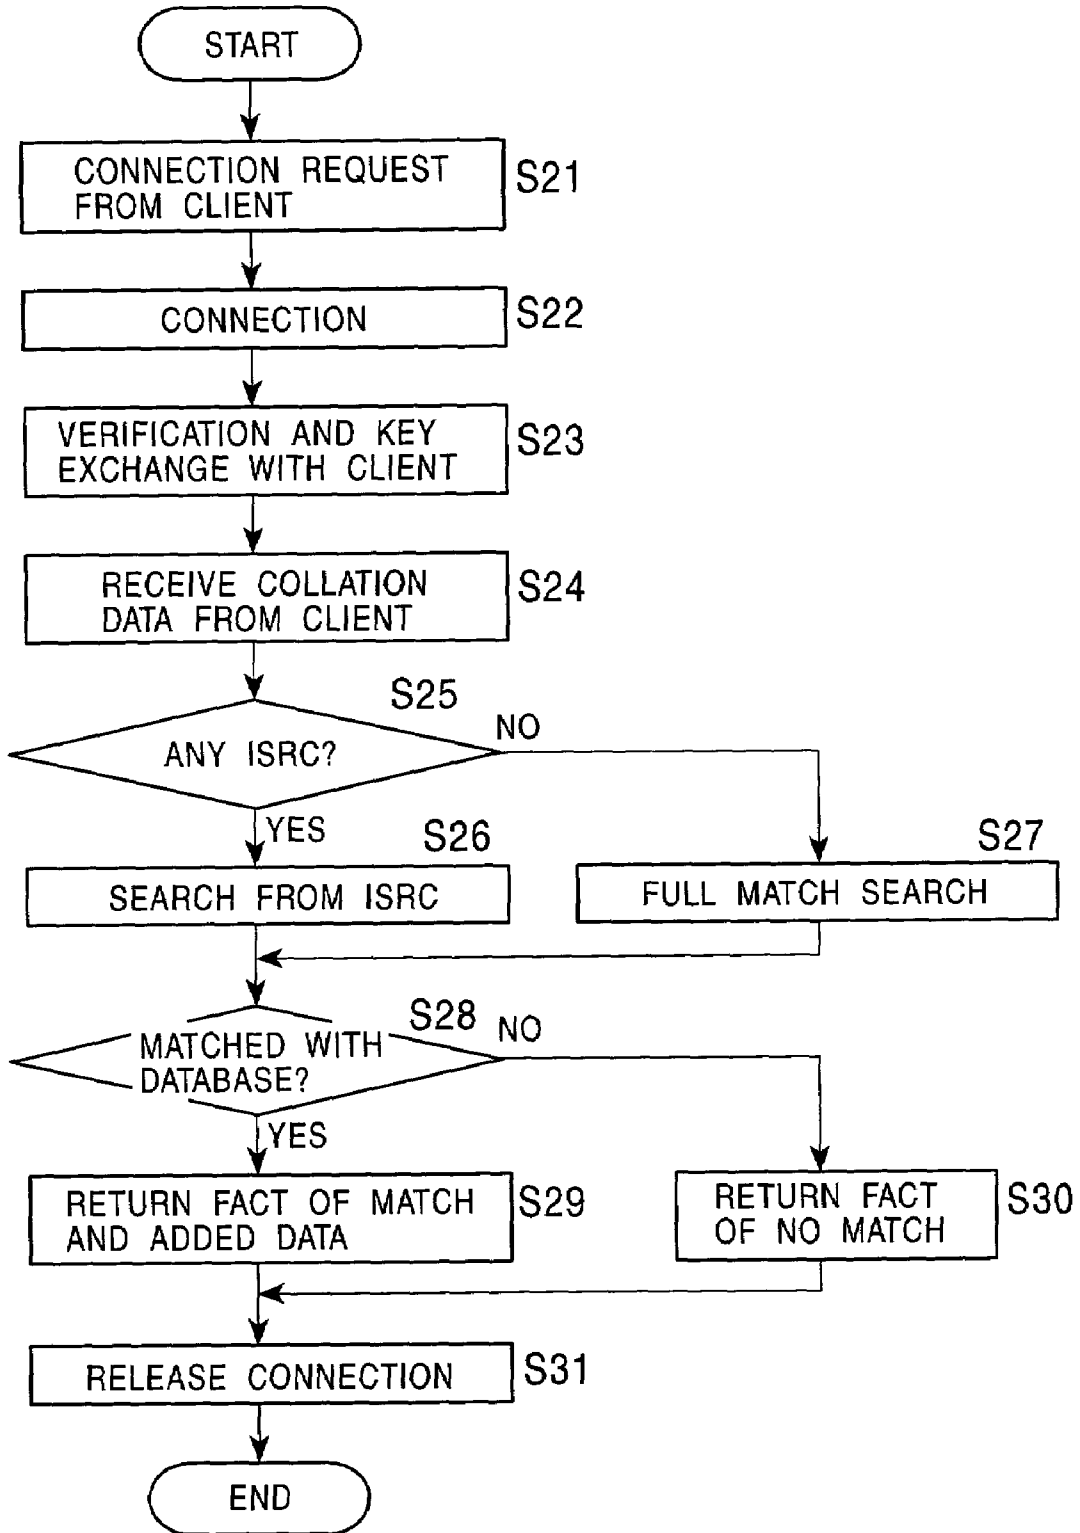 START
CONNECTION REQUEST
FROM CLIENT
S21
CONNECTION
S22
VERIFICATION AND KEY
EXCHANGE WITH CLIENT
S23
RECEIVE COLLATION
DATA FROM CLIENT
S24
S25
ANY ISRC?
NO
YES
S26
SEARCH FROM ISRC
S27
FULL MATCH SEARCH
S28
MATCHED WITH
DATABASE?
NO
YES
RETURN FACT OF MATCH
AND ADDED DATA
S29
RETURN FACT
OF NO MATCH
S30
RELEASE CONNECTION
S31
END